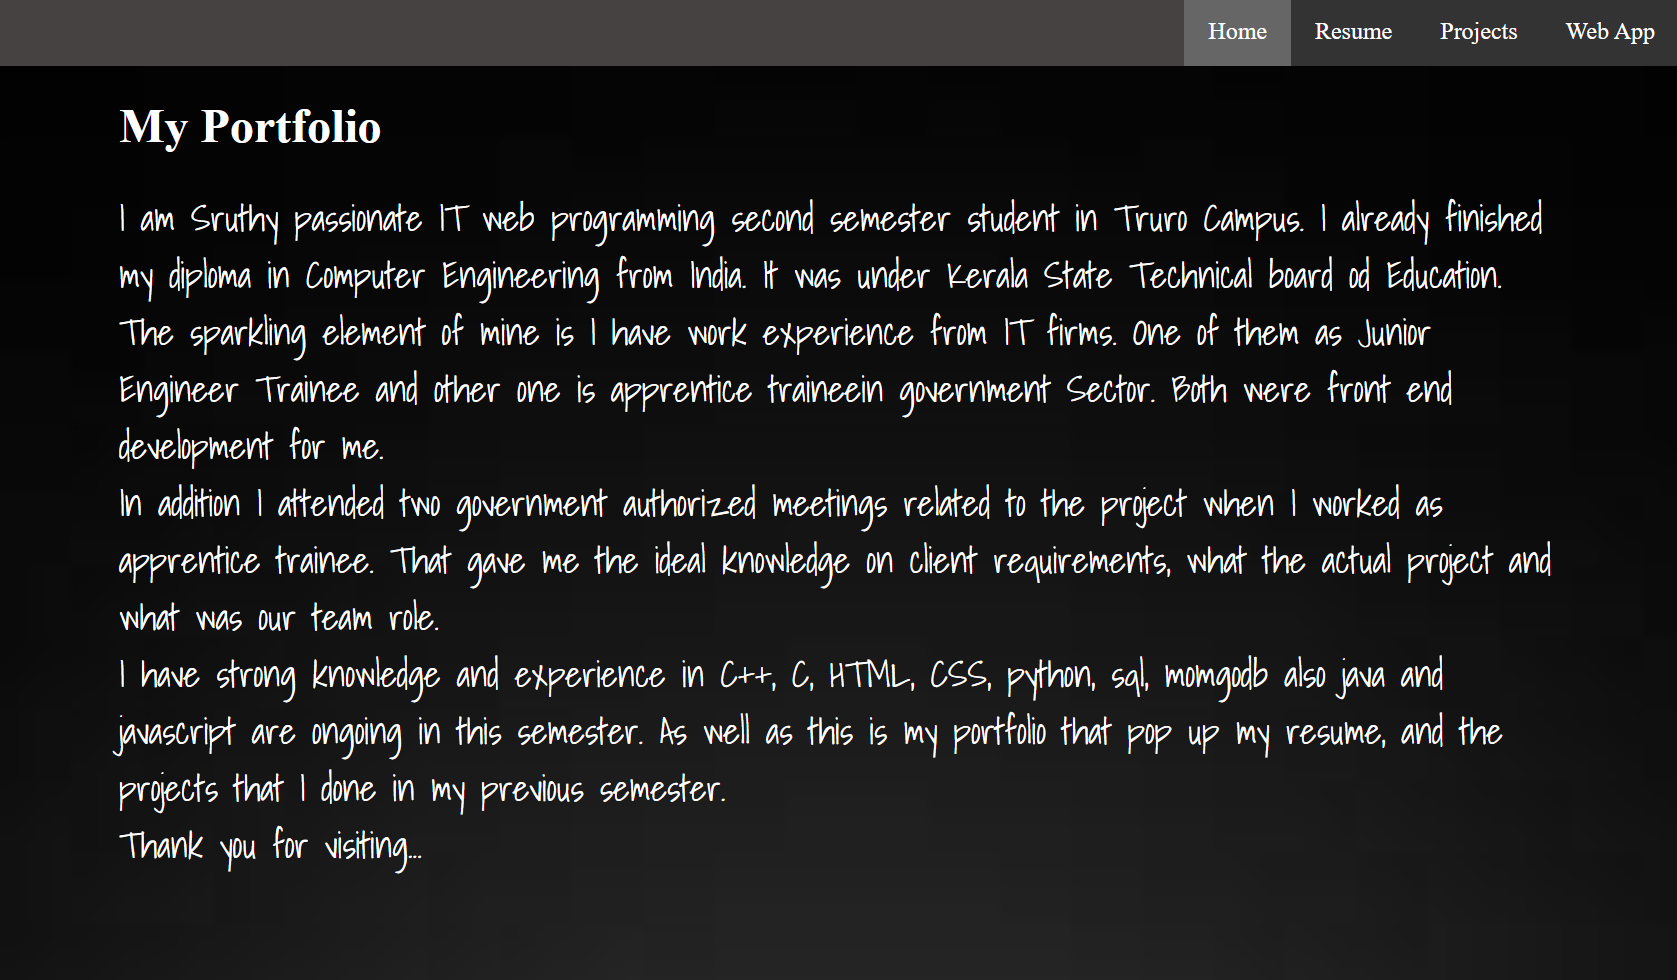 Home Resume Projects Web App
My Portfolio
I am Sruthy passionate IT web programming second semester student in Truro Campus. I already finished
my diploma in Computer Engineering from India. It was under Kerala State Technical board od Education.
The sparkling element of mine is I have work experience from IT firms. One of them as Junior
Engineer Trainee and other one is apprentice traineein government Sector. Both were front end
development for me.
In addition I attended two government authorized meetings related to the project when I worked as
apprentice trainee. That gave me the ideal knowledge on client requirements, what the actual project and
what was our team role.
I have strong knowledge and experience in C++, C, HTML, CSS, python, sql, momgodb also java and
javascript are ongoing in this semester. As well as this is my portfolio that pop up my resume, and the
projects that I done in my previous semester.
Thank you for visiting...